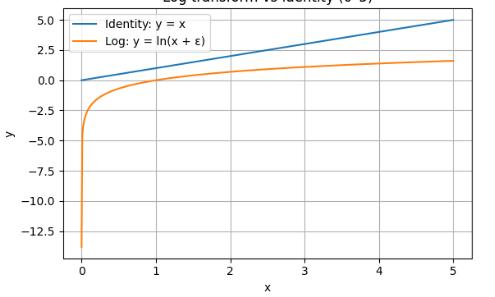 Log transform vs Identity (0–5)
5.0
2.5
0.0
−2.5
−5.0
−7.5
−10.0
−12.5
y
Identity: y = x
Log: y = ln(x + ε)
0 1 2 3 4 5
x